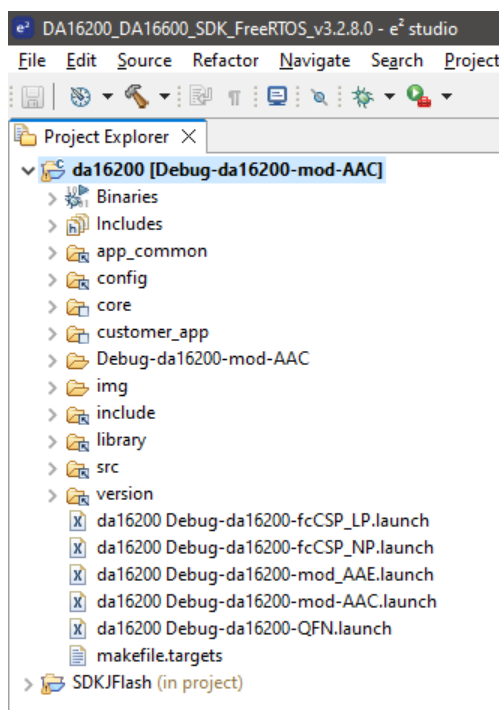 e² DA16200_DA16600_SDK_FreeRTOS_v3.2.8.0 - e² studio
File Edit Source Refactor Navigate Search Project
Project Explorer
da16200 [Debug-da16200-mod-AAC]
Binaries
Includes
app_common
config
core
customer_app
Debug-da16200-mod-AAC
img
include
library
src
version
da16200 Debug-da16200-fcCSP_LP.launch
da16200 Debug-da16200-fcCSP_NP.launch
da16200 Debug-da16200-mod_AAE.launch
da16200 Debug-da16200-mod-AAC.launch
da16200 Debug-da16200-QFN.launch
makefile.targets
SDKJFlash (in project)